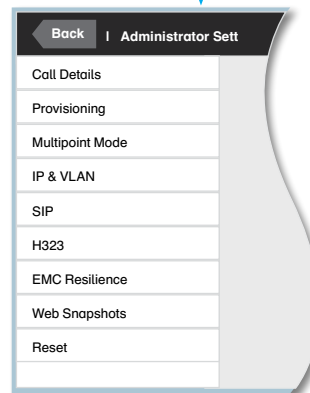 Back | Administrator Sett
Call Details
Provisioning
Multipoint Mode
IP & VLAN
SIP
H323
EMC Resilience
Web Snapshots
Reset